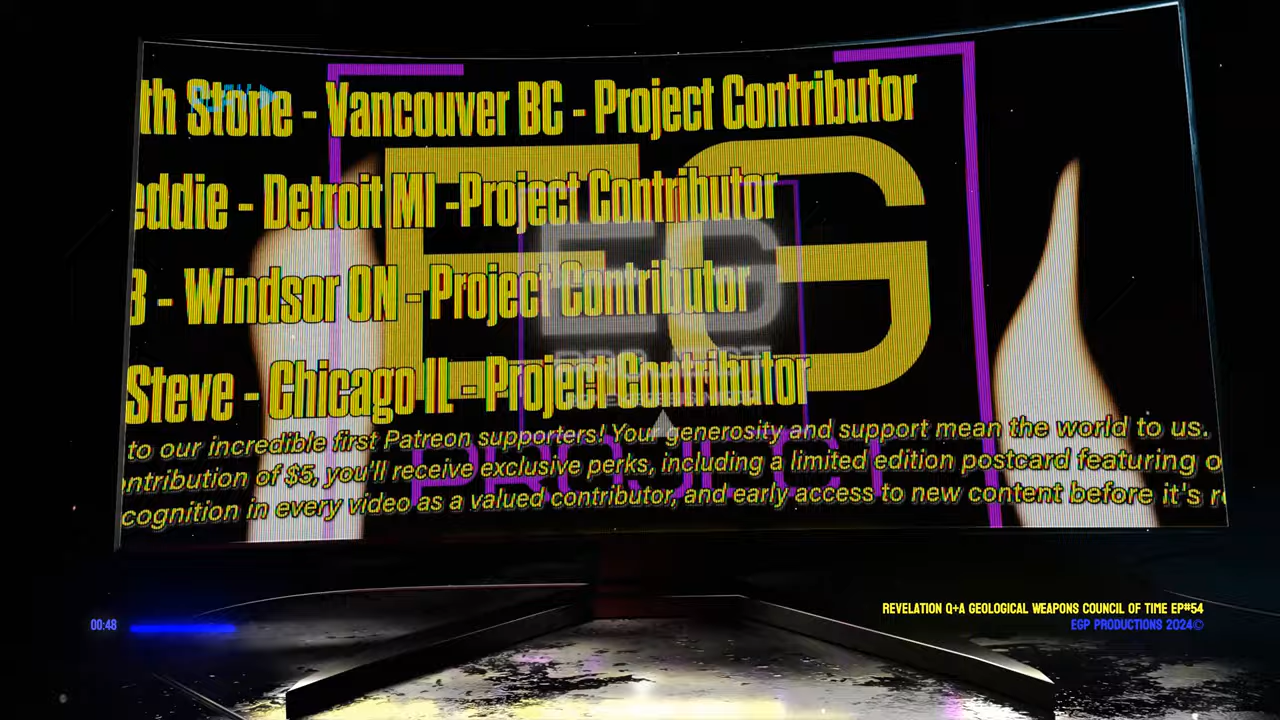 th Stone - Vancouver BC - Project Contributor
eddie - Detroit MI -Project Contributor
B - Windsor ON - Project Contributor
Steve - Chicago IL - Project Contributor
EG
PROJECT
to our incredible first Patreon supporters! Your generosity and support mean the world to us.
ntribution of $5, you'll receive exclusive perks, including a limited edition postcard featuring o
cognition in every video as a valued contributor, and early access to new content before it's r
00:48
REVELATION Q+A GEOLOGICAL WEAPONS COUNCIL OF TIME EP#54
EGP PRODUCTIONS 2024©